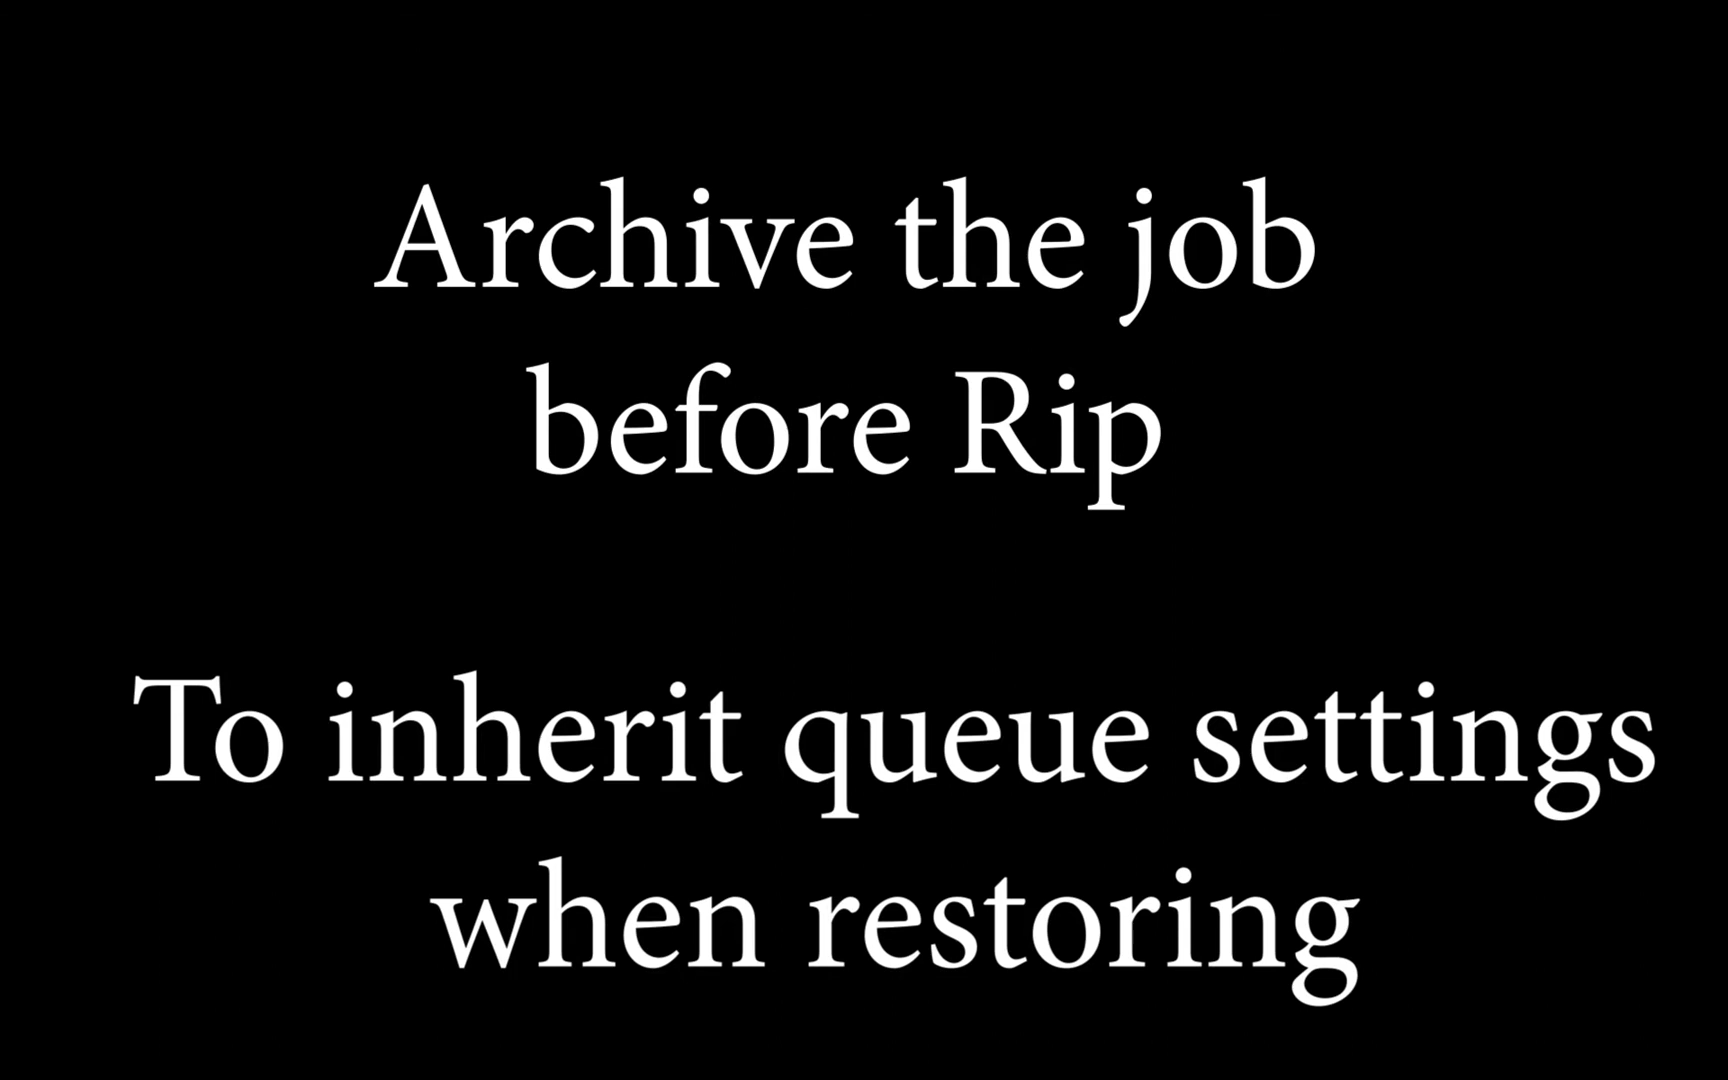 Archive the job
before Rip
To inherit queue settings
when restoring